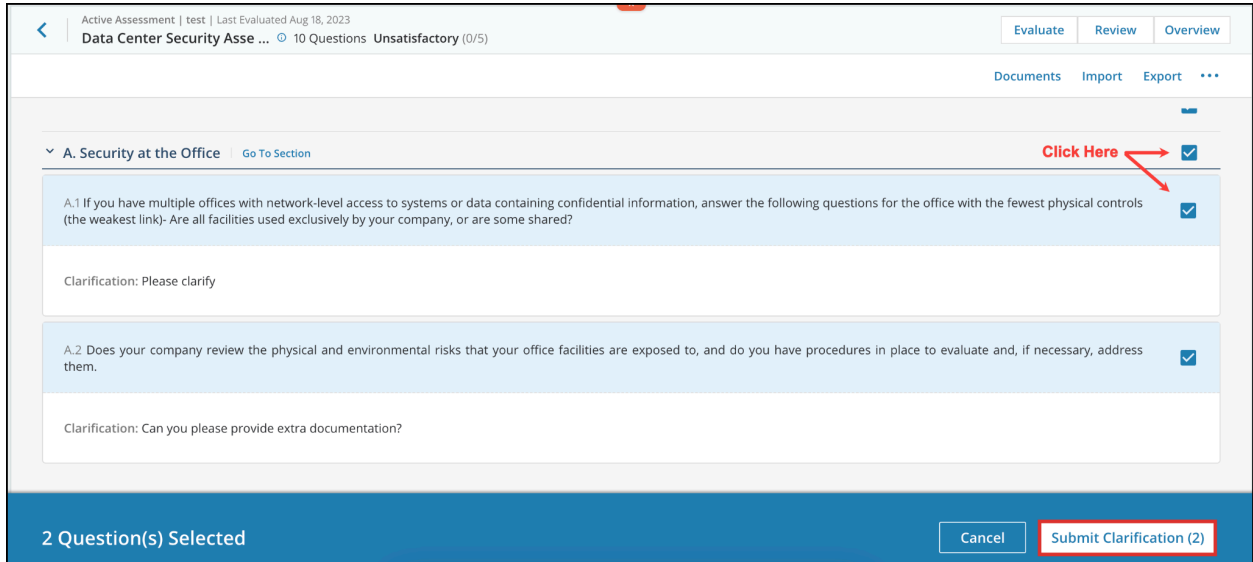 Active Assessment | test | Last Evaluated Aug 18, 2023
Data Center Security Asse ... 10 Questions Unsatisfactory (0/5)
Evaluate Review Overview
Documents Import Export
A. Security at the Office Go To Section
Click Here
A.1 If you have multiple offices with network-level access to systems or data containing confidential information, answer the following questions for the office with the fewest physical controls
(the weakest link)- Are all facilities used exclusively by your company, or are some shared?
Clarification: Please clarify
A.2 Does your company review the physical and environmental risks that your office facilities are exposed to, and do you have procedures in place to evaluate and, if necessary, address
them.
Clarification: Can you please provide extra documentation?
2 Question(s) Selected
Cancel
Submit Clarification (2)